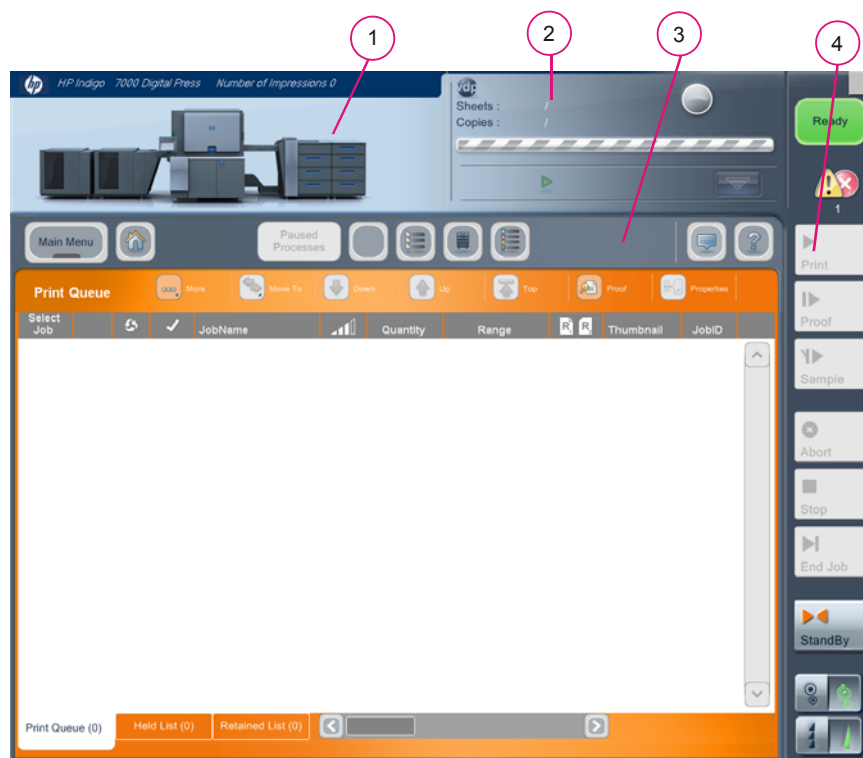 1
2
3
4
hp HP Indigo 7000 Digital Press Number of Impressions 0
vdp
Sheets : /
Copies : /
Ready
1
Main Menu
Paused
Processes
?
Print
Print Queue
More
Move To
Down
Up
Top
Proof
Properties
Proof
Select
Job
JobName
Quantity
Range
R R
Thumbnail
JobID
Sample
Abort
Stop
End Job
StandBy
Print Queue (0)
Held List (0)
Retained List (0)